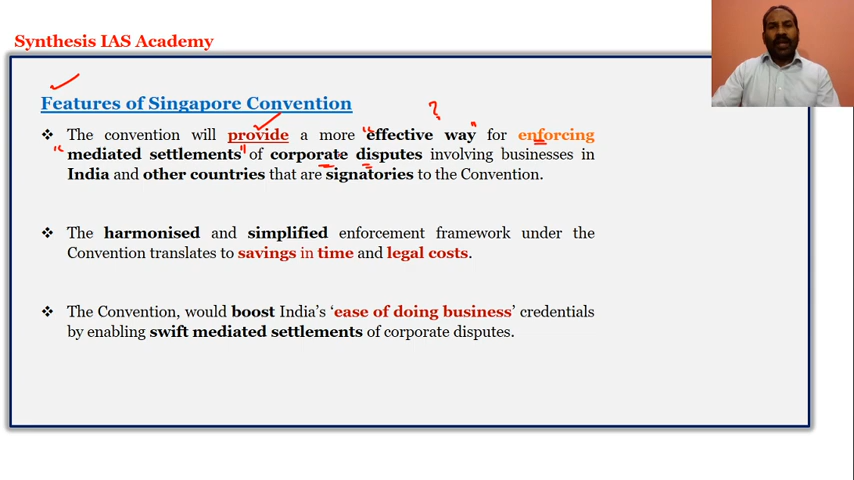 Synthesis IAS Academy
Features of Singapore Convention
❖ The convention will provide a more "effective way" for enforcing
"mediated settlements" of corporate disputes involving businesses in
India and other countries that are signatories to the Convention.
❖ The harmonised and simplified enforcement framework under the
Convention translates to savings in time and legal costs.
❖ The Convention, would boost India's 'ease of doing business' credentials
by enabling swift mediated settlements of corporate disputes.